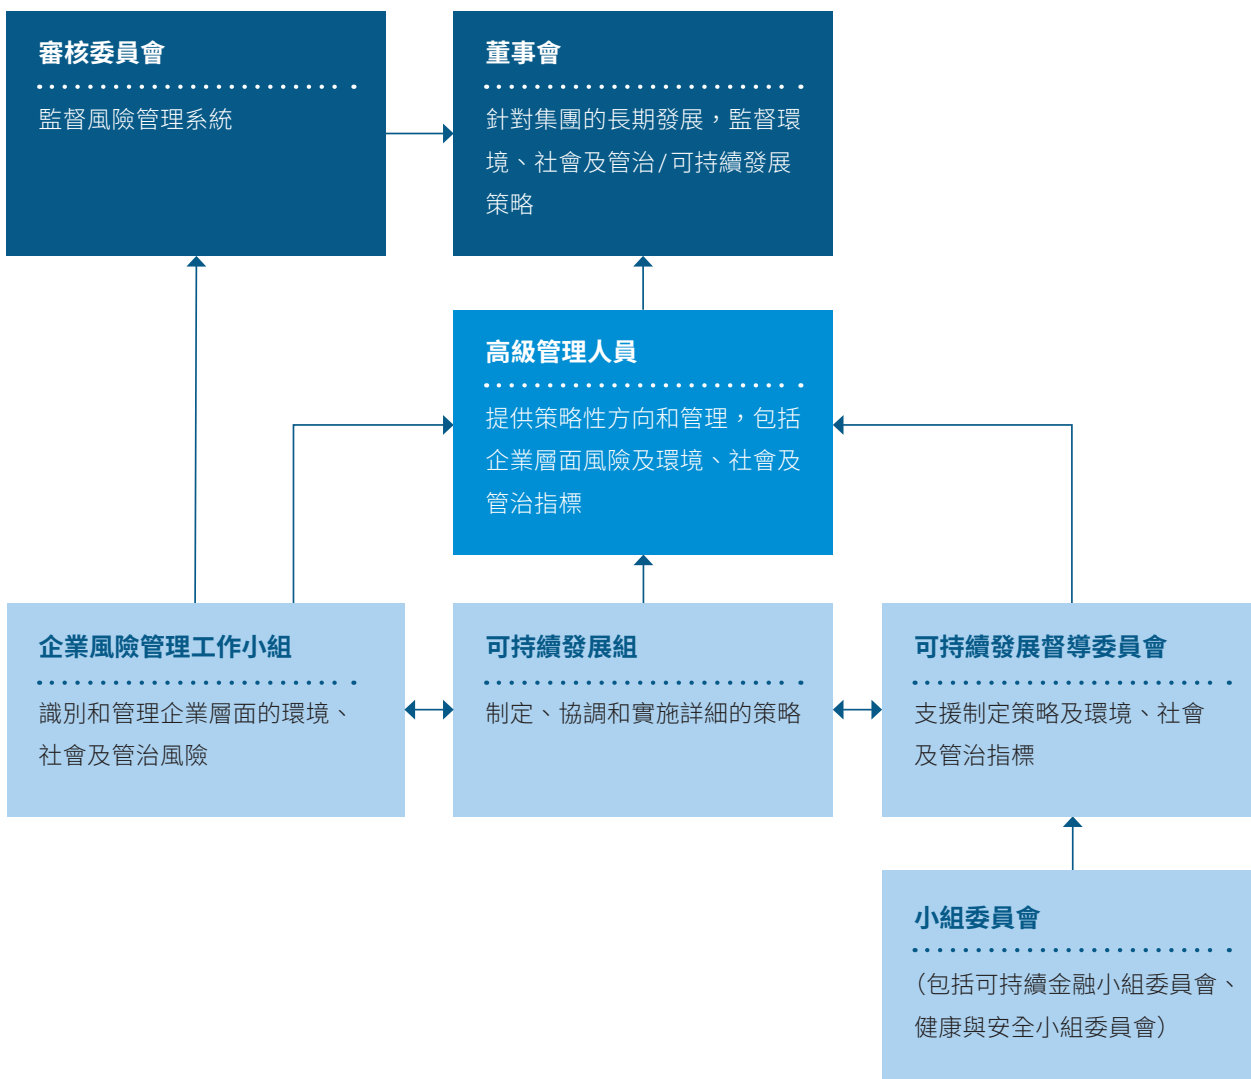 審核委員會
監督風險管理系統
董事會
針對集團的長期發展，監督環
境、社會及管治/可持續發展
策略
高級管理人員
提供策略性方向和管理，包括
企業層面風險及環境、社會及
管治指標
企業風險管理工作小組
識別和管理企業層面的環境、
社會及管治風險
可持續發展組
制定、協調和實施詳細的策略
可持續發展督導委員會
支援制定策略及環境、社會
及管治指標
小組委員會
（包括可持續金融小組委員會、
健康與安全小組委員會）